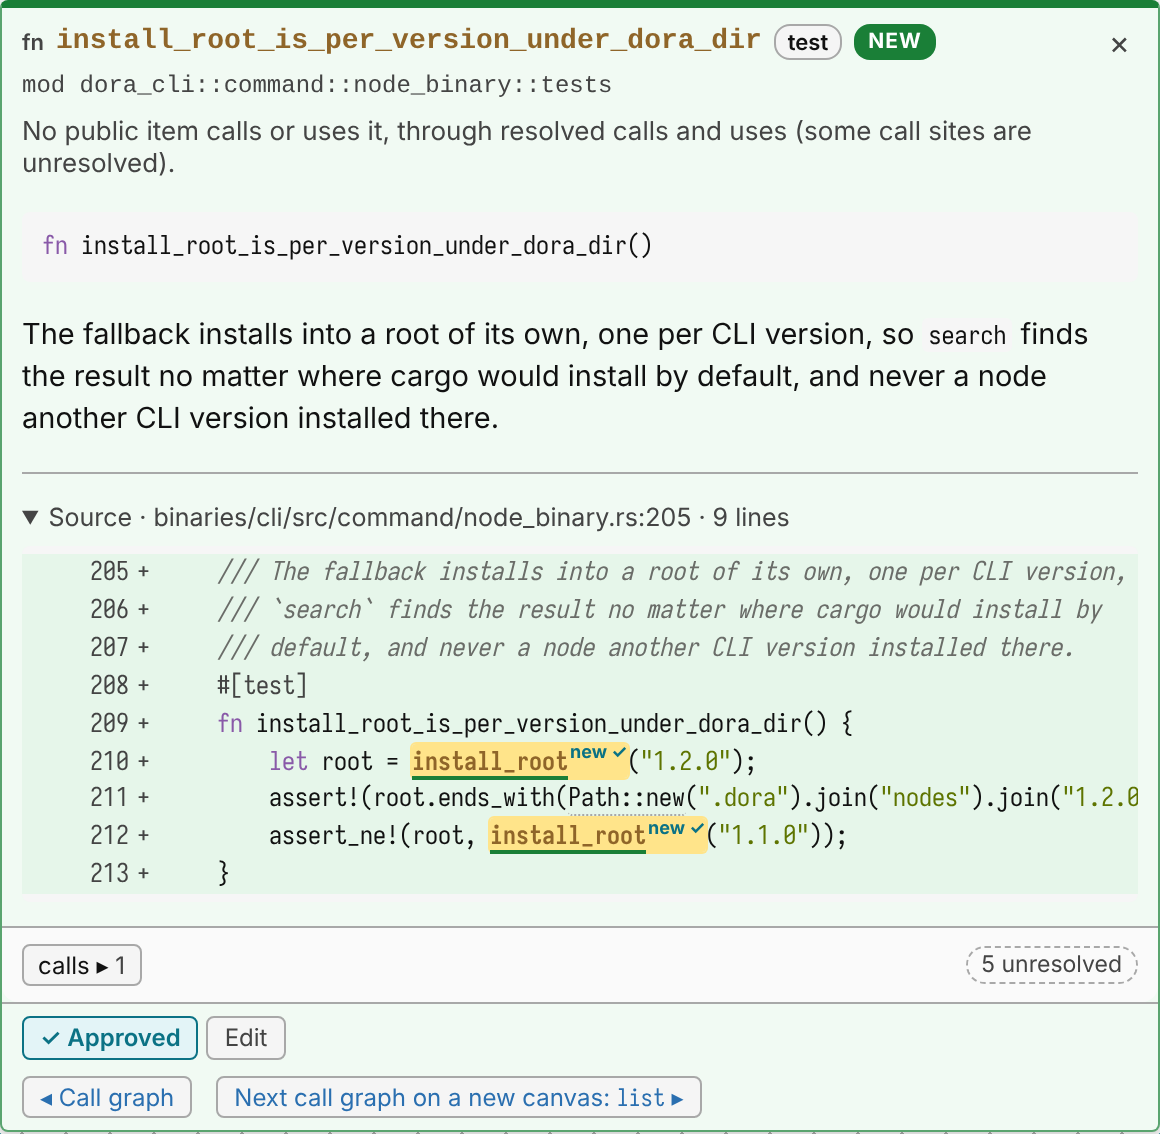 fn install_root_is_per_version_under_dora_dir test NEW ×
mod dora_cli::command::node_binary::tests
No public item calls or uses it, through resolved calls and uses (some call sites are
unresolved).
fn install_root_is_per_version_under_dora_dir()
The fallback installs into a root of its own, one per CLI version, so search finds
the result no matter where cargo would install by default, and never a node
another CLI version installed there.
▼ Source · binaries/cli/src/command/node_binary.rs:205 · 9 lines
205 + /// The fallback installs into a root of its own, one per CLI version,
206 + /// `search` finds the result no matter where cargo would install by
207 + /// default, and never a node another CLI version installed there.
208 + #[test]
209 + fn install_root_is_per_version_under_dora_dir() {
210 + let root = install_root new ✓("1.2.0");
211 + assert!(root.ends_with(Path::new(".dora").join("nodes").join("1.2.0
212 + assert_ne!(root, install_root new ✓("1.1.0"));
213 + }
calls ▸ 1 5 unresolved
✓ Approved Edit
◂ Call graph Next call graph on a new canvas: list ▸